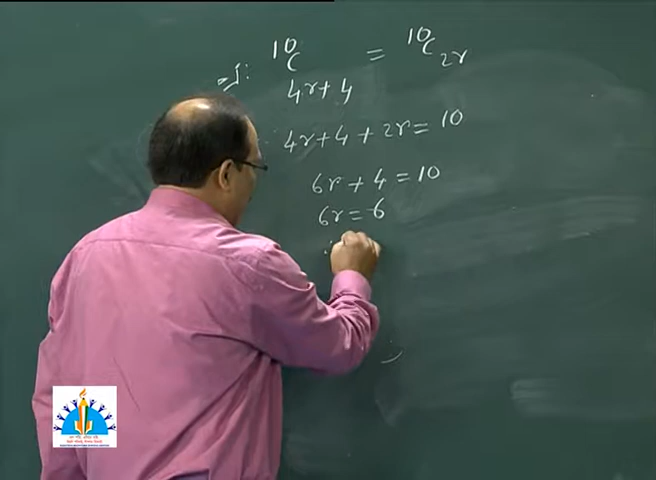 ¹⁰C₄ᵣ₊₄ = ¹⁰C₂ᵣ
4r+4+2r=10
6r+4=10
6r=6